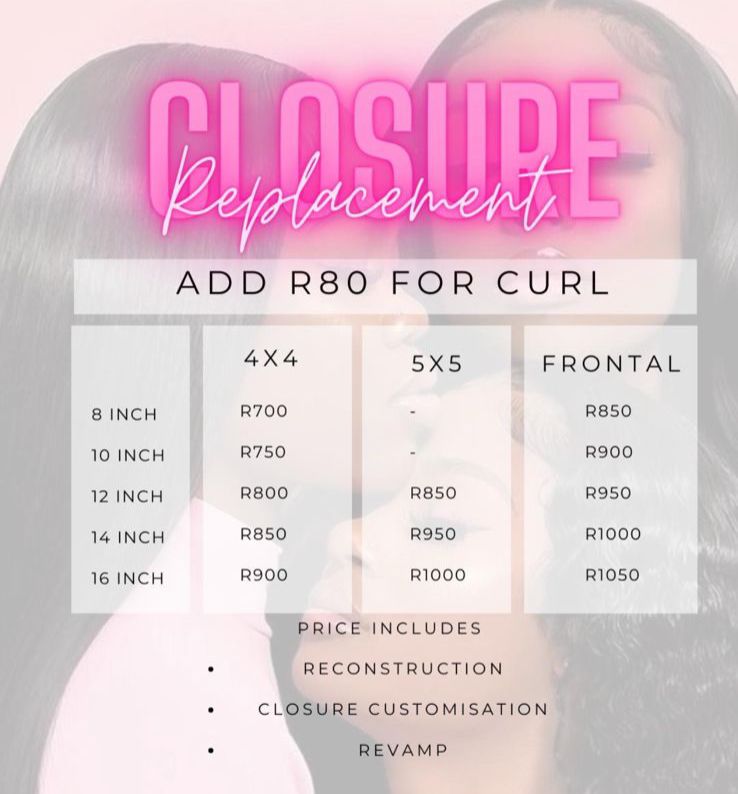 CLOSURE
Replacement
ADD R80 FOR CURL
4X4 5X5 FRONTAL
8 INCH R700 - R850
10 INCH R750 - R900
12 INCH R800 R850 R950
14 INCH R850 R950 R1000
16 INCH R900 R1000 R1050
PRICE INCLUDES
• RECONSTRUCTION
• CLOSURE CUSTOMISATION
• REVAMP